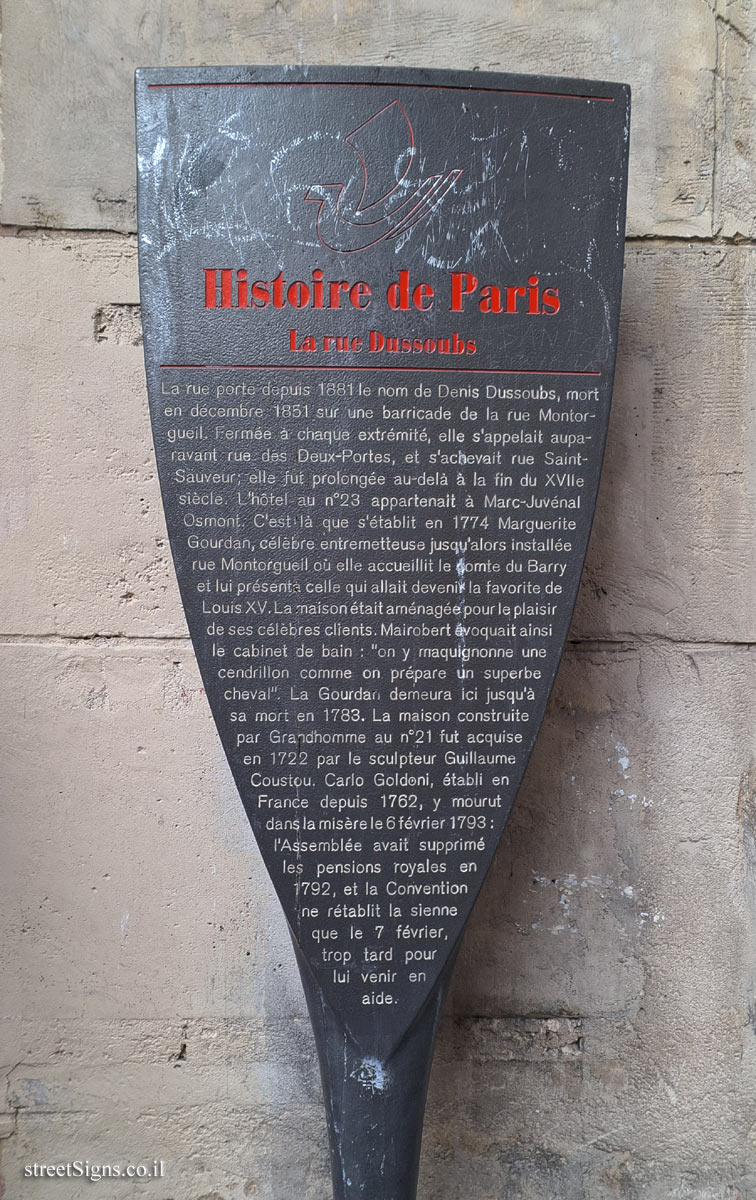 Histoire de Paris
La rue Dussoubs
La rue porte depuis 1881 le nom de Denis Dussoubs, mort
en décembre 1851 sur une barricade de la rue Montor-
gueil. Fermée à chaque extrémité, elle s'appelait aupa-
ravant rue des Deux-Portes, et s'achevait rue Saint-
Sauveur; elle fut prolongée au-delà à la fin du XVIIe
siècle. L'hôtel au n°23 appartenait à Marc-Juvénal
Osmont. C'est là que s'établit en 1774 Marguerite
Gourdan, célèbre entremetteuse jusqu'alors installée
rue Montorgueil où elle accueillit le comte du Barry
et lui présenta celle qui allait devenir la favorite de
Louis XV. La maison était aménagée pour le plaisir
de ses célèbres clients. Mairobert évoquait ainsi
le cabinet de bain : "on y maquignonne une
cendrillon comme on prépare un superbe
cheval". La Gourdan demeura ici jusqu'à
sa mort en 1783. La maison construite
par Grandhomme au n°21 fut acquise
en 1722 par le sculpteur Guillaume
Coustou. Carlo Goldoni, établi en
France depuis 1762, y mourut
dans la misère le 6 février 1793 :
l'Assemblée avait supprimé
les pensions royales en
1792, et la Convention
ne rétablit la sienne
que le 7 février,
trop tard pour
lui venir en
aide.
streetSigns.co.il